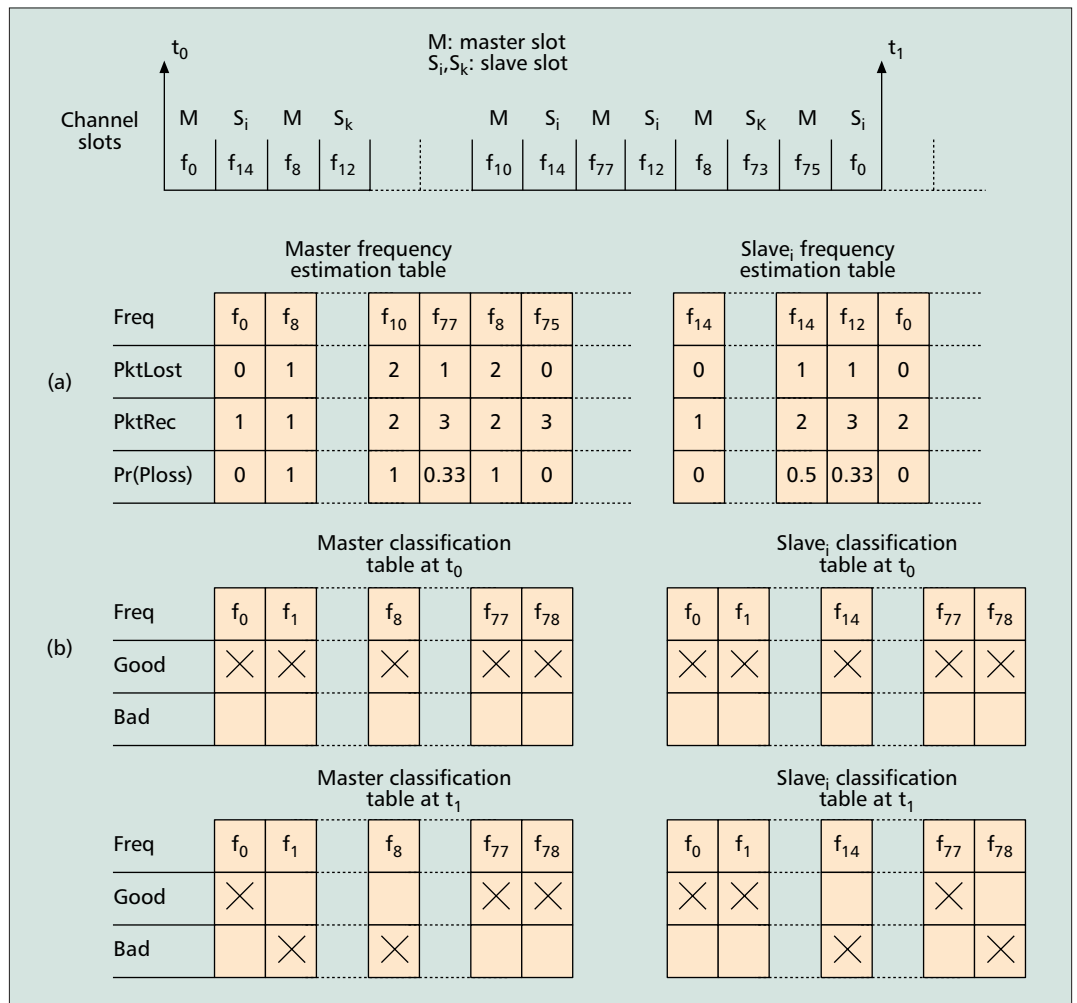 t0
M: master slot
Si,Sk: slave slot
t1
Channel slots
M Si M Sk M Si M Si M SK M Si
f0 f14 f8 f12 f10 f14 f77 f12 f8 f73 f75 f0
Master frequency
estimation table
Slavei frequency
estimation table
(a)
Freq f0 f8 f10 f77 f8 f75 f14 f14 f12 f0
PktLost 0 1 2 1 2 0 0 1 1 0
PktRec 1 1 2 3 2 3 1 2 3 2
Pr(Ploss) 0 1 1 0.33 1 0 0 0.5 0.33 0
Master classification
table at t0
Slavei classification
table at t0
(b)
Freq f0 f1 f8 f77 f78 f0 f1 f14 f77 f78
Good
Bad
Master classification
table at t1
Slavei classification
table at t1
Freq f0 f1 f8 f77 f78 f0 f1 f14 f77 f78
Good
Bad